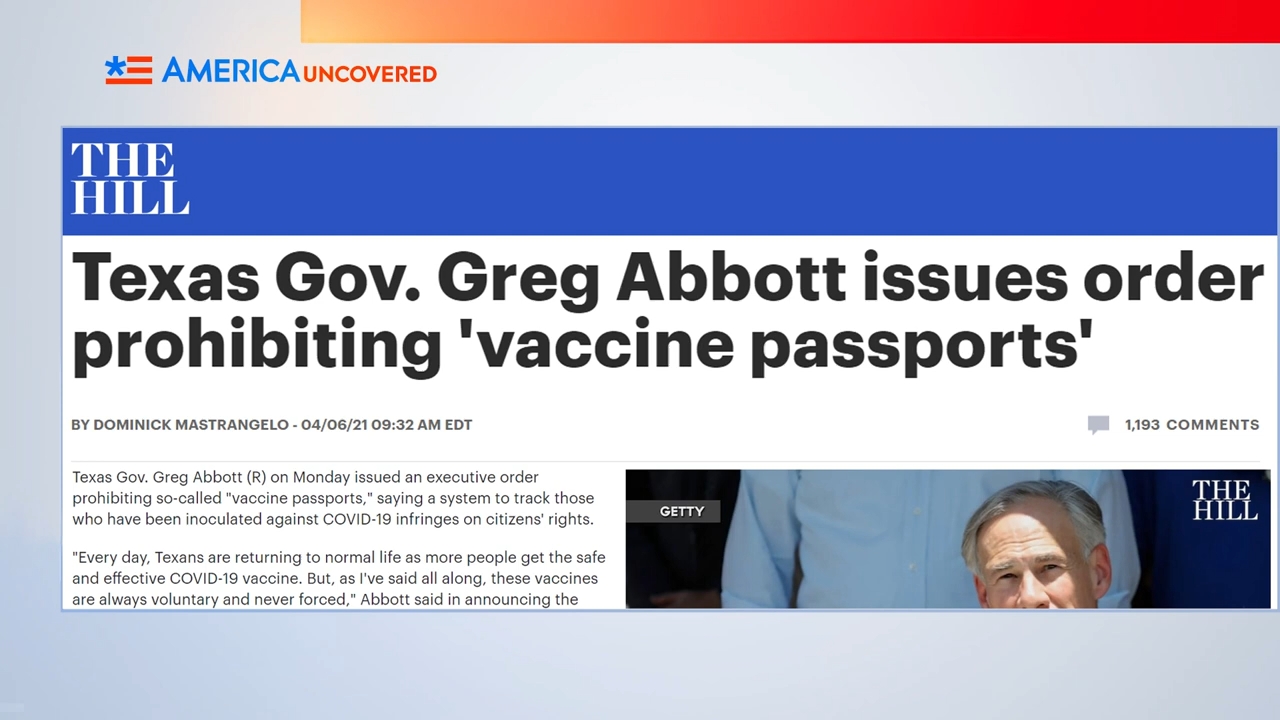 AMERICA UNCOVERED
THE
HILL
Texas Gov. Greg Abbott issues order
prohibiting 'vaccine passports'
BY DOMINICK MASTRANGELO - 04/06/21 09:32 AM EDT
1,193 COMMENTS
Texas Gov. Greg Abbott (R) on Monday issued an executive order
prohibiting so-called "vaccine passports," saying a system to track those
who have been inoculated against COVID-19 infringes on citizens' rights.
"Every day, Texans are returning to normal life as more people get the safe
and effective COVID-19 vaccine. But, as I've said all along, these vaccines
are always voluntary and never forced," Abbott said in announcing the
GETTY
THE
HILL